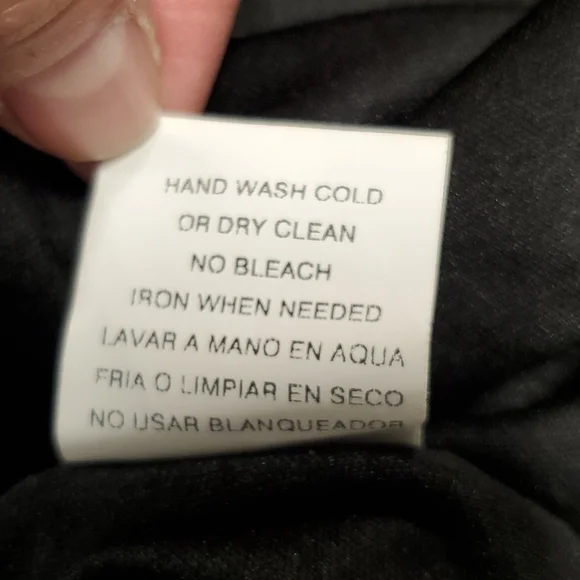 HAND WASH COLD
OR DRY CLEAN
NO BLEACH
IRON WHEN NEEDED
LAVAR A MANO EN AQUA
FRIA O LIMPIAR EN SECO
NO USAR BLANQUEADOR